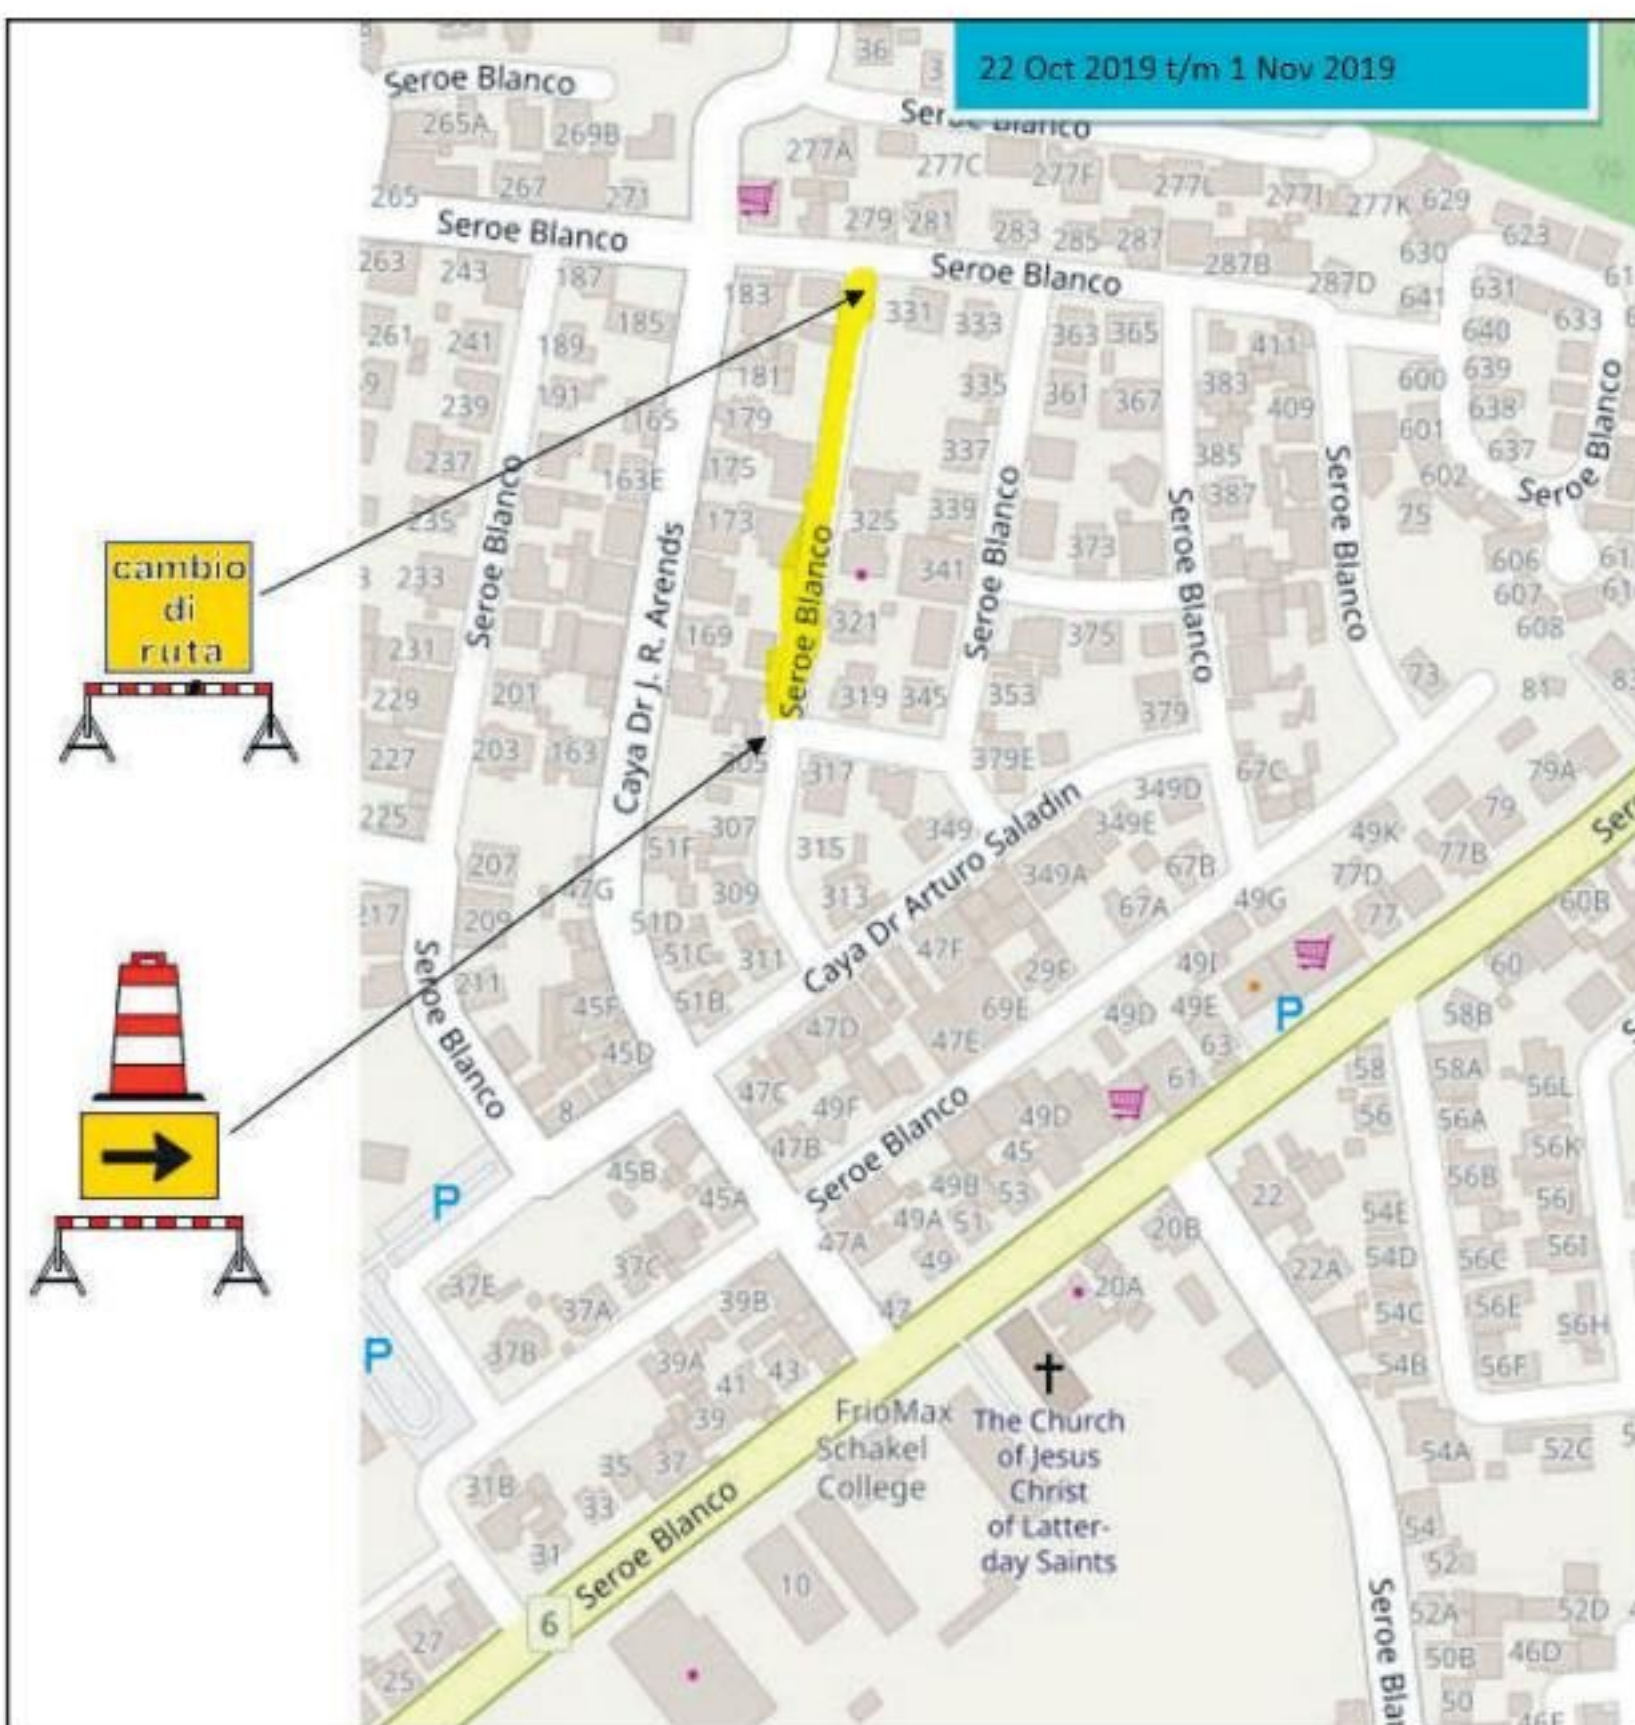 22 Oct 2019 t/m 1 Nov 2019
36
Seroe Blanco
Seroe Blanco
265A
269B
277A
277C
277F
277I
277K
629
265
267
271
279
281
283
285
287
287B
287D
623
630
Seroe Blanco
Seroe Blanco
263
243
187
183
331
333
363
365
411
641
631
640
633
261
241
185
189
181
335
361
367
383
409
600
639
638
239
191
165
179
337
385
387
601
637
602
237
163E
175
Seroe Blanco
235
173
325
339
373
75
233
341
606
607
608
cambio
di
ruta
Seroe Blanco
Caya Dr J. R. Arends
Seroe Blanco
Seroe Blanco
Seroe Blanco
Seroe Blanco
231
169
321
375
229
201
319
345
353
379
73
81
227
203
163
305
317
379E
67C
79A
225
307
315
349
349E
349D
49K
79
77B
207
51F
47G
309
313
349A
67B
77D
217
209
51D
67A
49G
77
60B
Caya Dr Arturo Saladin
211
51C
311
47F
29F
49I
60
Seroe Blanco
45F
51B
47D
69E
49D
49E
P
58B
45D
47E
63
8
47C
49F
61
58
58A
56L
47B
49D
56
56A
45
56K
P
45B
45A
Seroe Blanco
49B
53
22
56B
56J
49A
51
20B
54E
47A
49
54D
56C
56I
37E
37C
37A
39B
47
20A
22A
54C
56E
56H
P
37B
39A
41
43
54B
56F
39
FrioMax
Schakel
College
The Church
of Jesus
Christ
of Latter-
day Saints
54A
52C
31B
35
37
33
31
Seroe Blanco
54
52
10
6
52A
52D
27
50B
46D
25
50